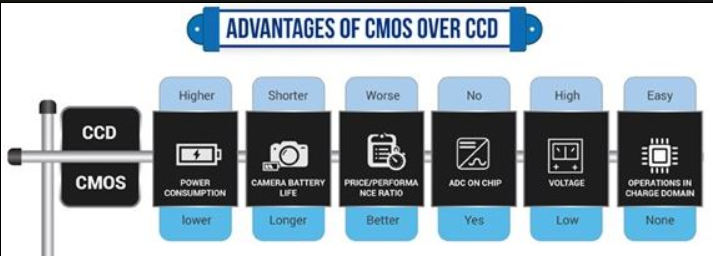 ADVANTAGES OF CMOS OVER CCD
Higher Shorter Worse No High Easy
CCD
CMOS
POWER CONSUMPTION
CAMERA BATTERY LIFE
PRICE/PERFORMA NCE RATIO
ADC ON CHIP
VOLTAGE
OPERATIONS IN CHARGE DOMAIN
lower Longer Better Yes Low None